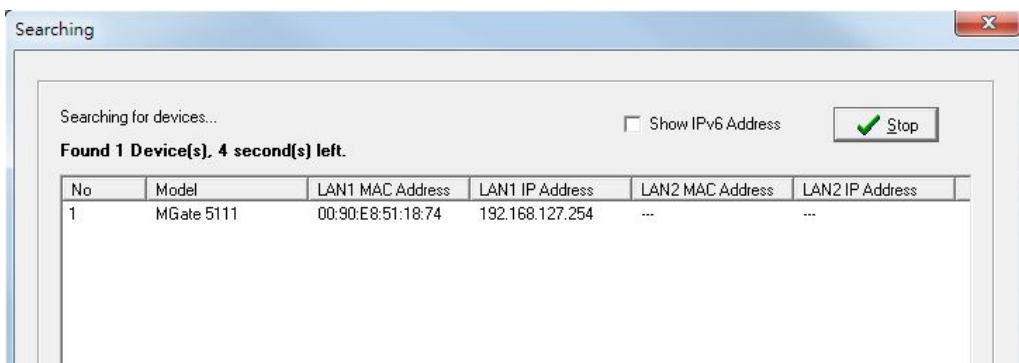 Searching
Searching for devices...
Show IPv6 Address
Stop
Found 1 Device(s), 4 second(s) left.
No Model LAN1 MAC Address LAN1 IP Address LAN2 MAC Address LAN2 IP Address
1 MGate 5111 00:90:E8:51:18:74 192.168.127.254 --- ---